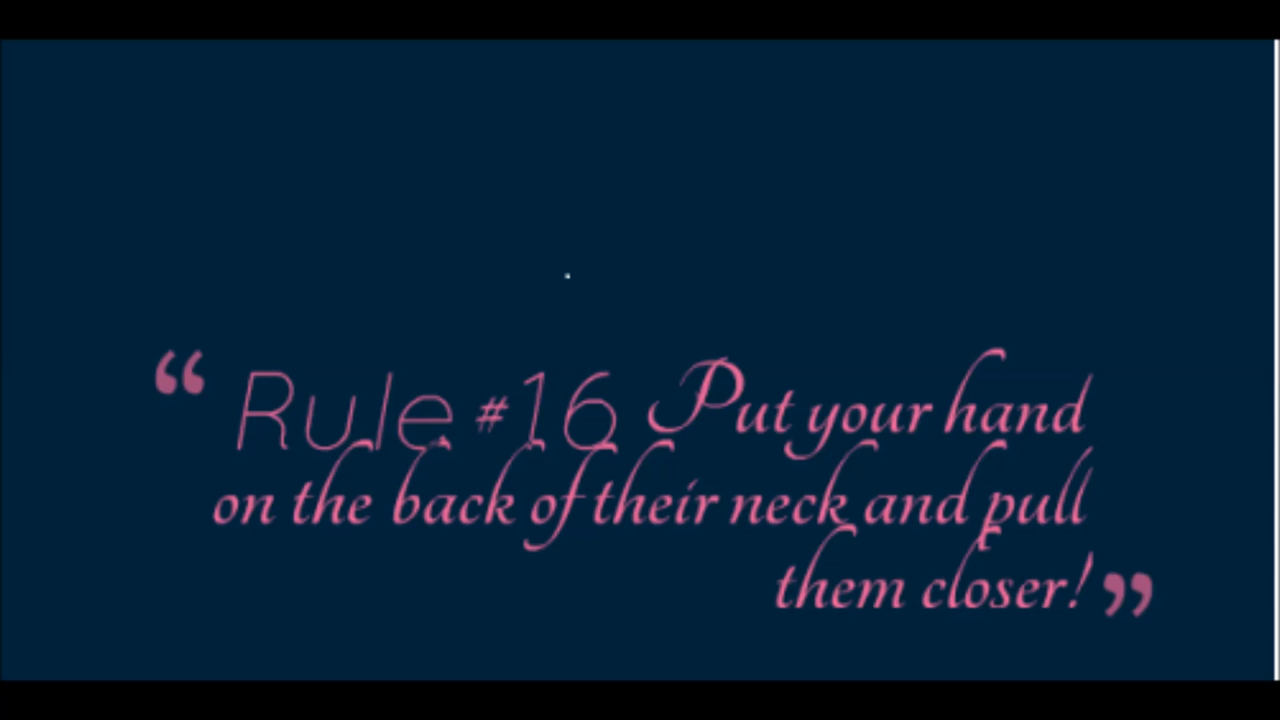 “ Rule #16 Put your hand
on the back of their neck and pull
them closer! ”